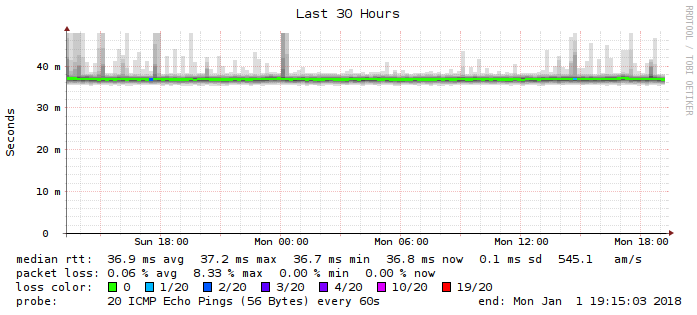 Last 30 Hours
RRDTOOL / TOBI OETIKER
Seconds
40 m
30 m
20 m
10 m
0
Sun 18:00 Mon 00:00 Mon 06:00 Mon 12:00 Mon 18:00
median rtt: 36.9 ms avg 37.2 ms max 36.7 ms min 36.8 ms now 0.1 ms sd 545.1 am/s
packet loss: 0.06 % avg 8.33 % max 0.00 % min 0.00 % now
loss color: 0 1/20 2/20 3/20 4/20 10/20 19/20
probe: 20 ICMP Echo Pings (56 Bytes) every 60s end: Mon Jan 1 19:15:03 2018